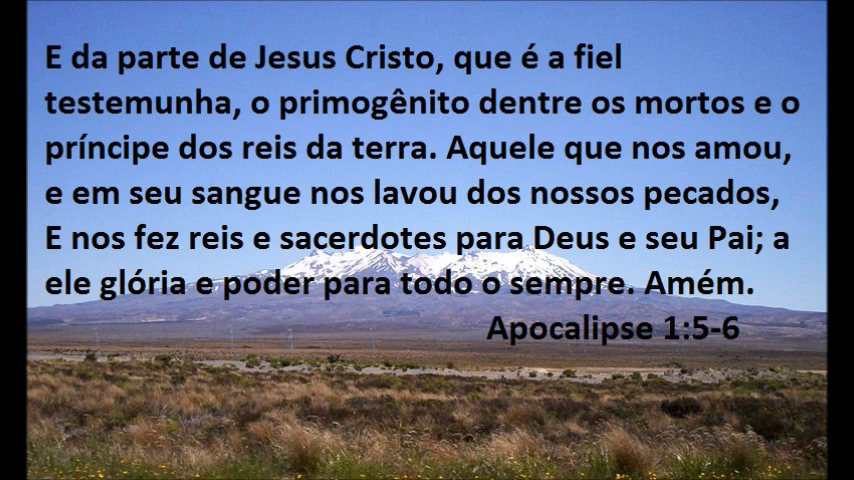 E da parte de Jesus Cristo, que é a fiel
testemunha, o primogênito dentre os mortos e o
príncipe dos reis da terra. Aquele que nos amou,
e em seu sangue nos lavou dos nossos pecados,
E nos fez reis e sacerdotes para Deus e seu Pai; a
ele glória e poder para todo o sempre. Amém.
Apocalipse 1:5-6